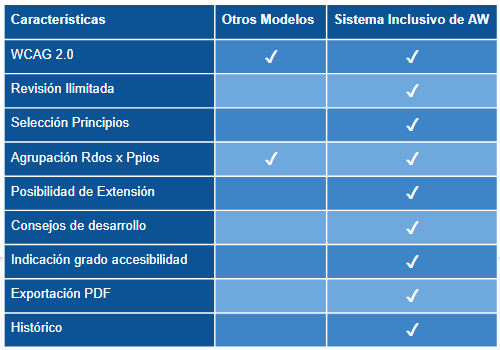 Características Otros Modelos Sistema Inclusivo de AW
WCAG 2.0 ✓ ✓
Revisión Ilimitada ✓
Selección Principios ✓
Agrupación Rdos x Ppios ✓ ✓
Posibilidad de Extensión ✓
Consejos de desarrollo ✓
Indicación grado accesibilidad ✓
Exportación PDF ✓
Histórico ✓